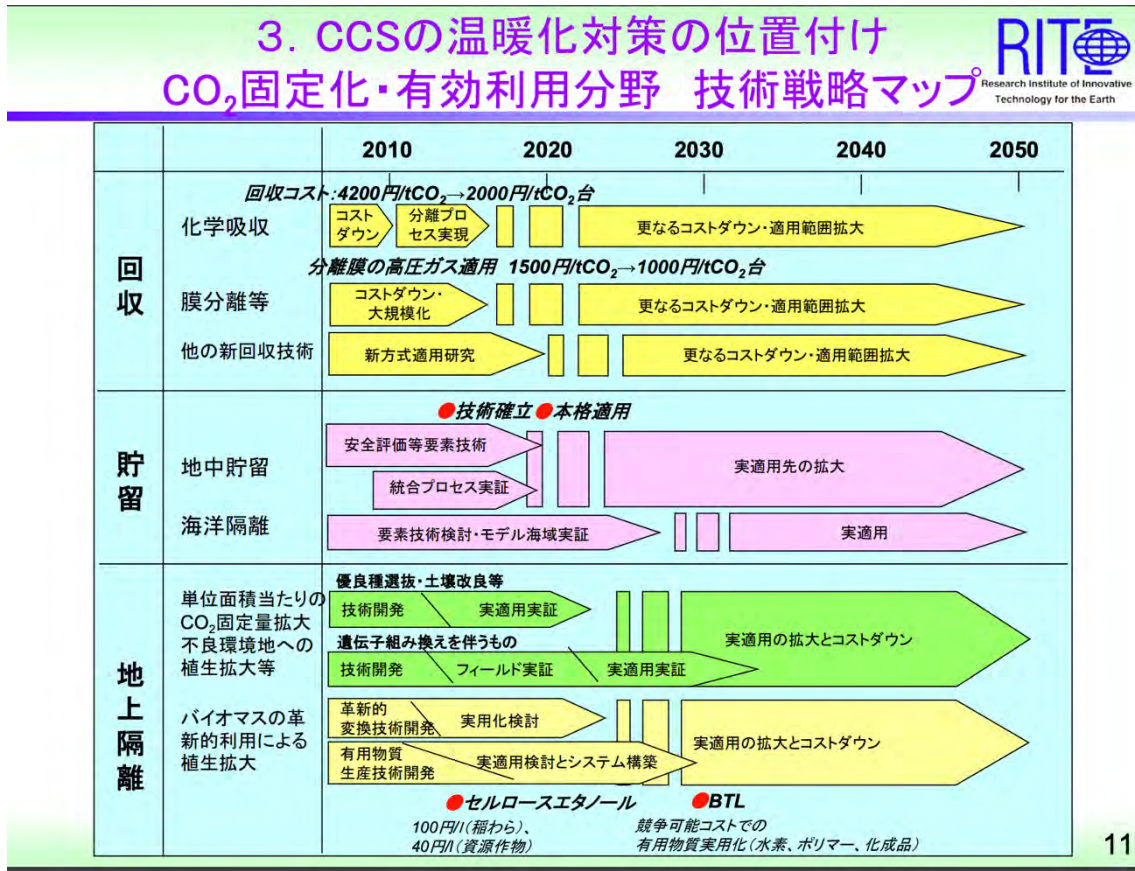 3. CCSの温暖化対策の位置付け
CO₂固定化・有効利用分野 技術戦略マップ
RITE
Research Institute of Innovative
Technology for the Earth
2010 2020 2030 2040 2050
回収
回収コスト:4200円/tCO₂→2000円/tCO₂台
化学吸収
コスト
ダウン
分離プロ
セス実現
更なるコストダウン・適用範囲拡大
分離膜の高圧ガス適用 1500円/tCO₂→1000円/tCO₂台
膜分離等
コストダウン・
大規模化
更なるコストダウン・適用範囲拡大
他の新回収技術
新方式適用研究
更なるコストダウン・適用範囲拡大
貯留
●技術確立 ●本格適用
地中貯留
安全評価等要素技術
統合プロセス実証
実適用先の拡大
海洋隔離
要素技術検討・モデル海域実証
実適用
地上隔離
単位面積当たりの
CO₂固定量拡大
不良環境地への
植生拡大等
優良種選抜・土壌改良等
技術開発
実適用実証
遺伝子組み換えを伴うもの
技術開発
フィールド実証
実適用実証
実適用の拡大とコストダウン
バイオマスの革
新的利用による
植生拡大
革新的
変換技術開発
実用化検討
有用物質
生産技術開発
実適用検討とシステム構築
実適用の拡大とコストダウン
●セルロースエタノール
100円/l(稲わら)、
40円/l(資源作物)
●BTL
競争可能コストでの
有用物質実用化(水素、ポリマー、化成品)
11